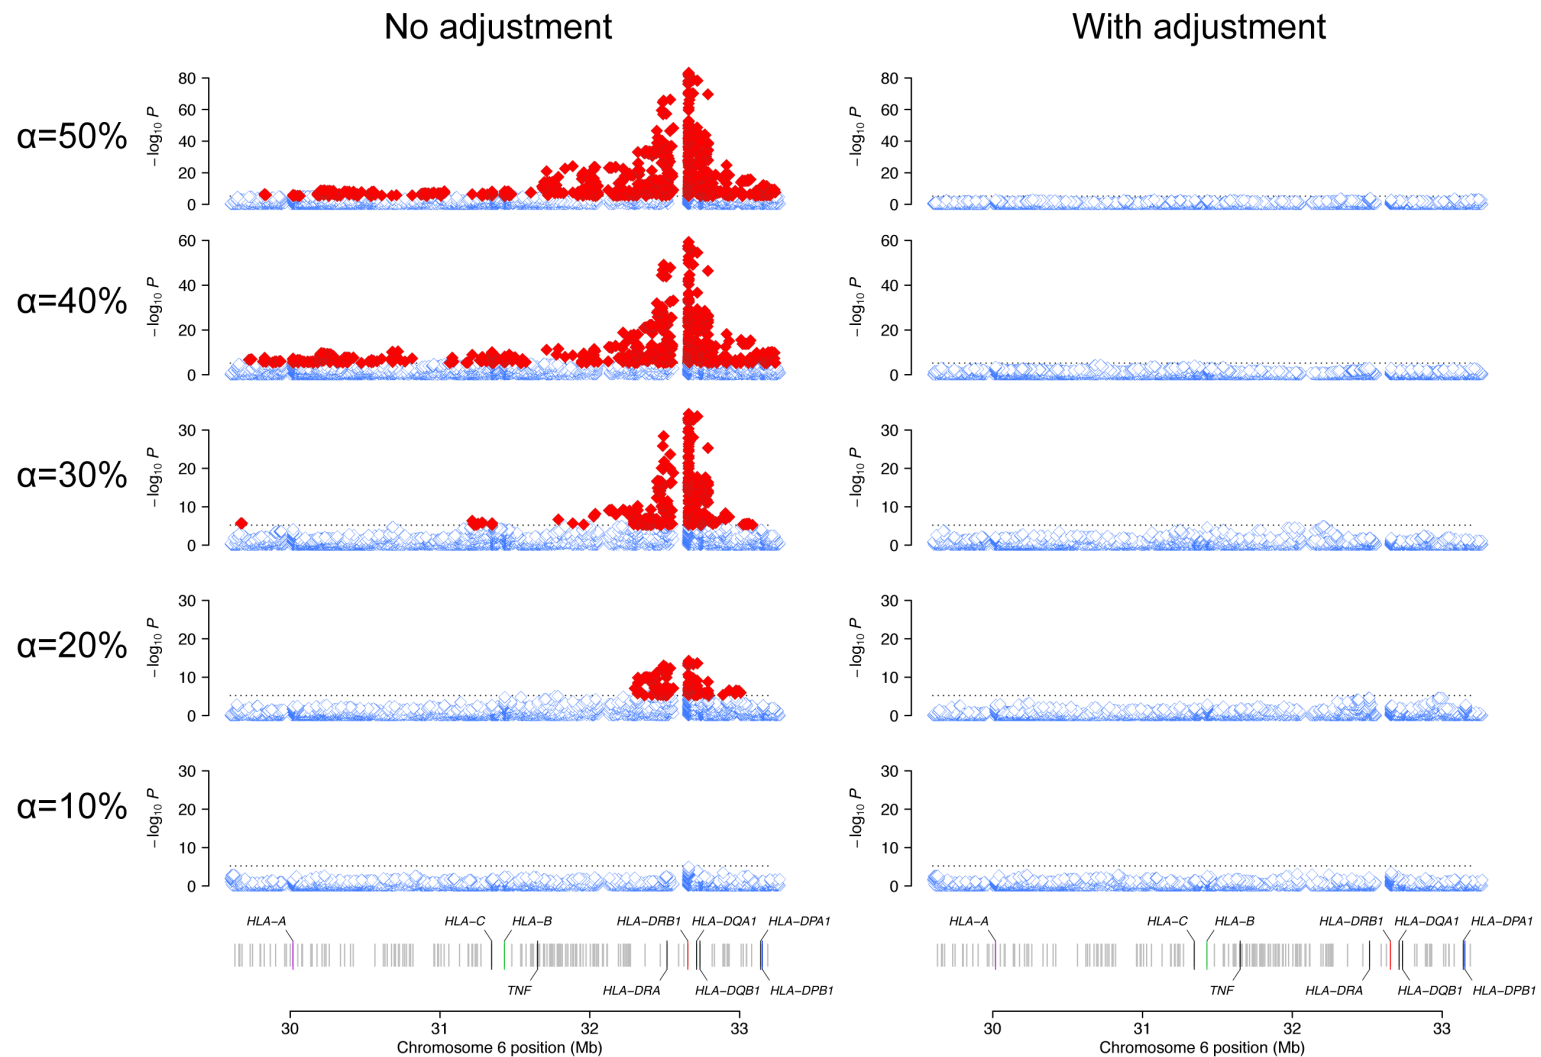 No adjustment With adjustment
α=50%
80
60
40
20
0
−log10 P
80
60
40
20
0
−log10 P
α=40%
60
40
20
0
−log10 P
60
40
20
0
−log10 P
α=30%
30
20
10
0
−log10 P
30
20
10
0
−log10 P
α=20%
30
20
10
0
−log10 P
30
20
10
0
−log10 P
α=10%
30
20
10
0
−log10 P
30
20
10
0
−log10 P
HLA−A HLA−C HLA−B HLA−DRB1 HLA−DQA1 HLA−DPA1
TNF HLA−DRA HLA−DQB1 HLA−DPB1
30 31 32 33
Chromosome 6 position (Mb)
HLA−A HLA−C HLA−B HLA−DRB1 HLA−DQA1 HLA−DPA1
TNF HLA−DRA HLA−DQB1 HLA−DPB1
30 31 32 33
Chromosome 6 position (Mb)